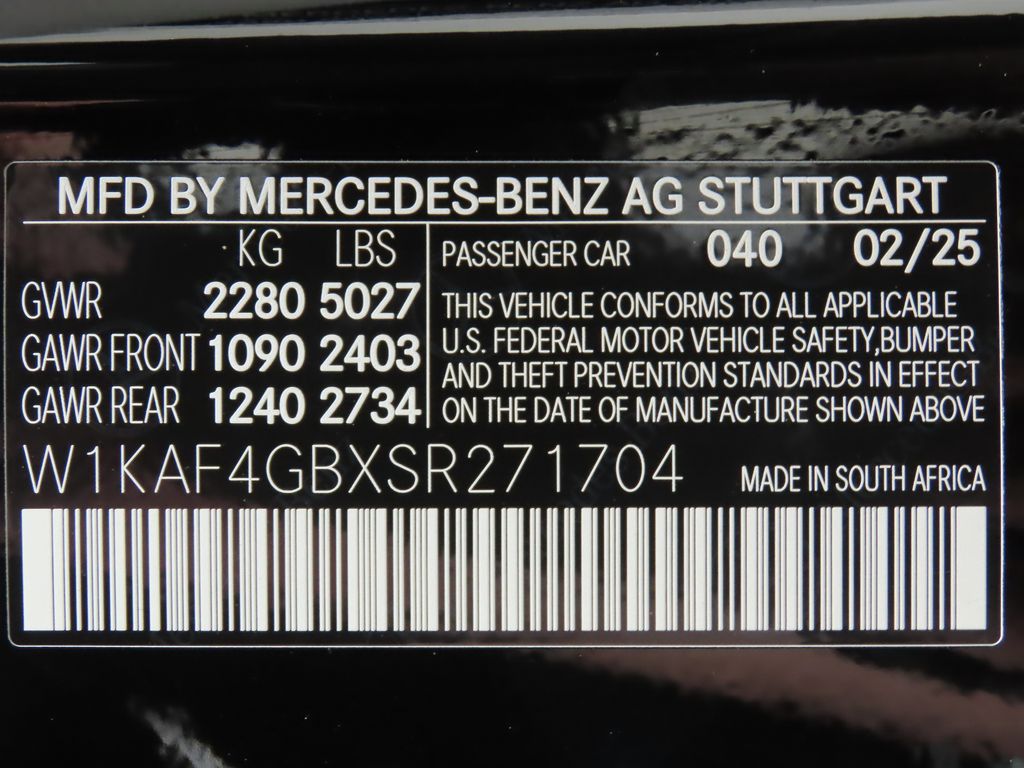 MFD BY MERCEDES-BENZ AG STUTTGART
KG LBS
GVWR 2280 5027
GAWR FRONT 1090 2403
GAWR REAR 1240 2734
PASSENGER CAR 040 02/25
THIS VEHICLE CONFORMS TO ALL APPLICABLE
U.S. FEDERAL MOTOR VEHICLE SAFETY,BUMPER
AND THEFT PREVENTION STANDARDS IN EFFECT
ON THE DATE OF MANUFACTURE SHOWN ABOVE
W1KAF4GBXSR271704
MADE IN SOUTH AFRICA